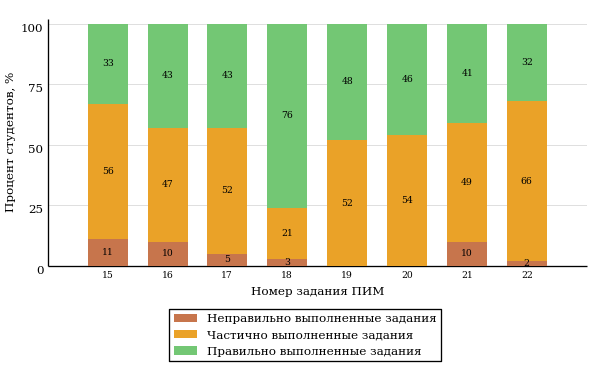 Процент студентов, %
100
75
50
25
0
33 43 43 76 48 46 41 32
56 47 52 21 52 54 49 66
11 10 5 3 10 2
15 16 17 18 19 20 21 22
Номер задания ПИМ
Неправильно выполненные задания
Частично выполненные задания
Правильно выполненные задания